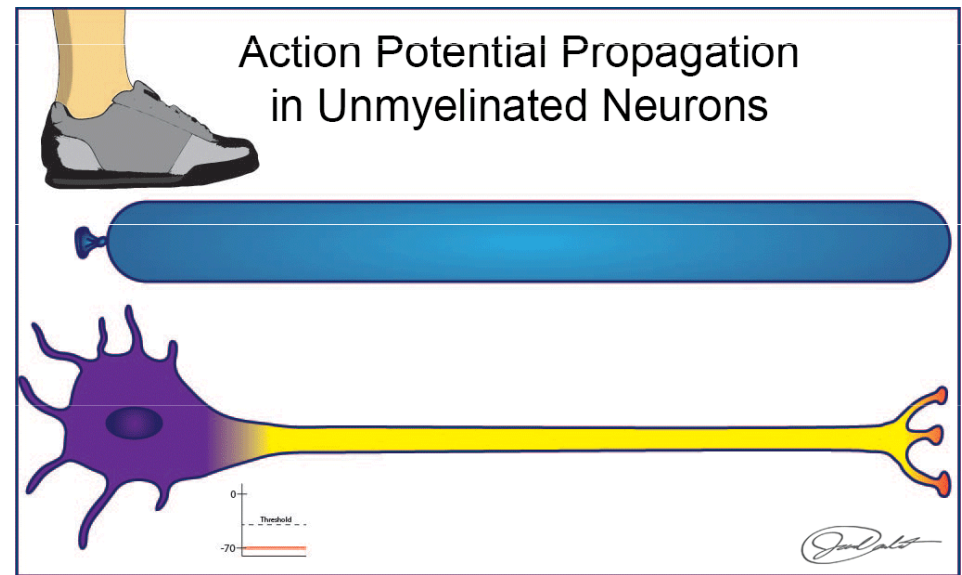 Action Potential Propagation
in Unmyelinated Neurons
0
Threshold
-70